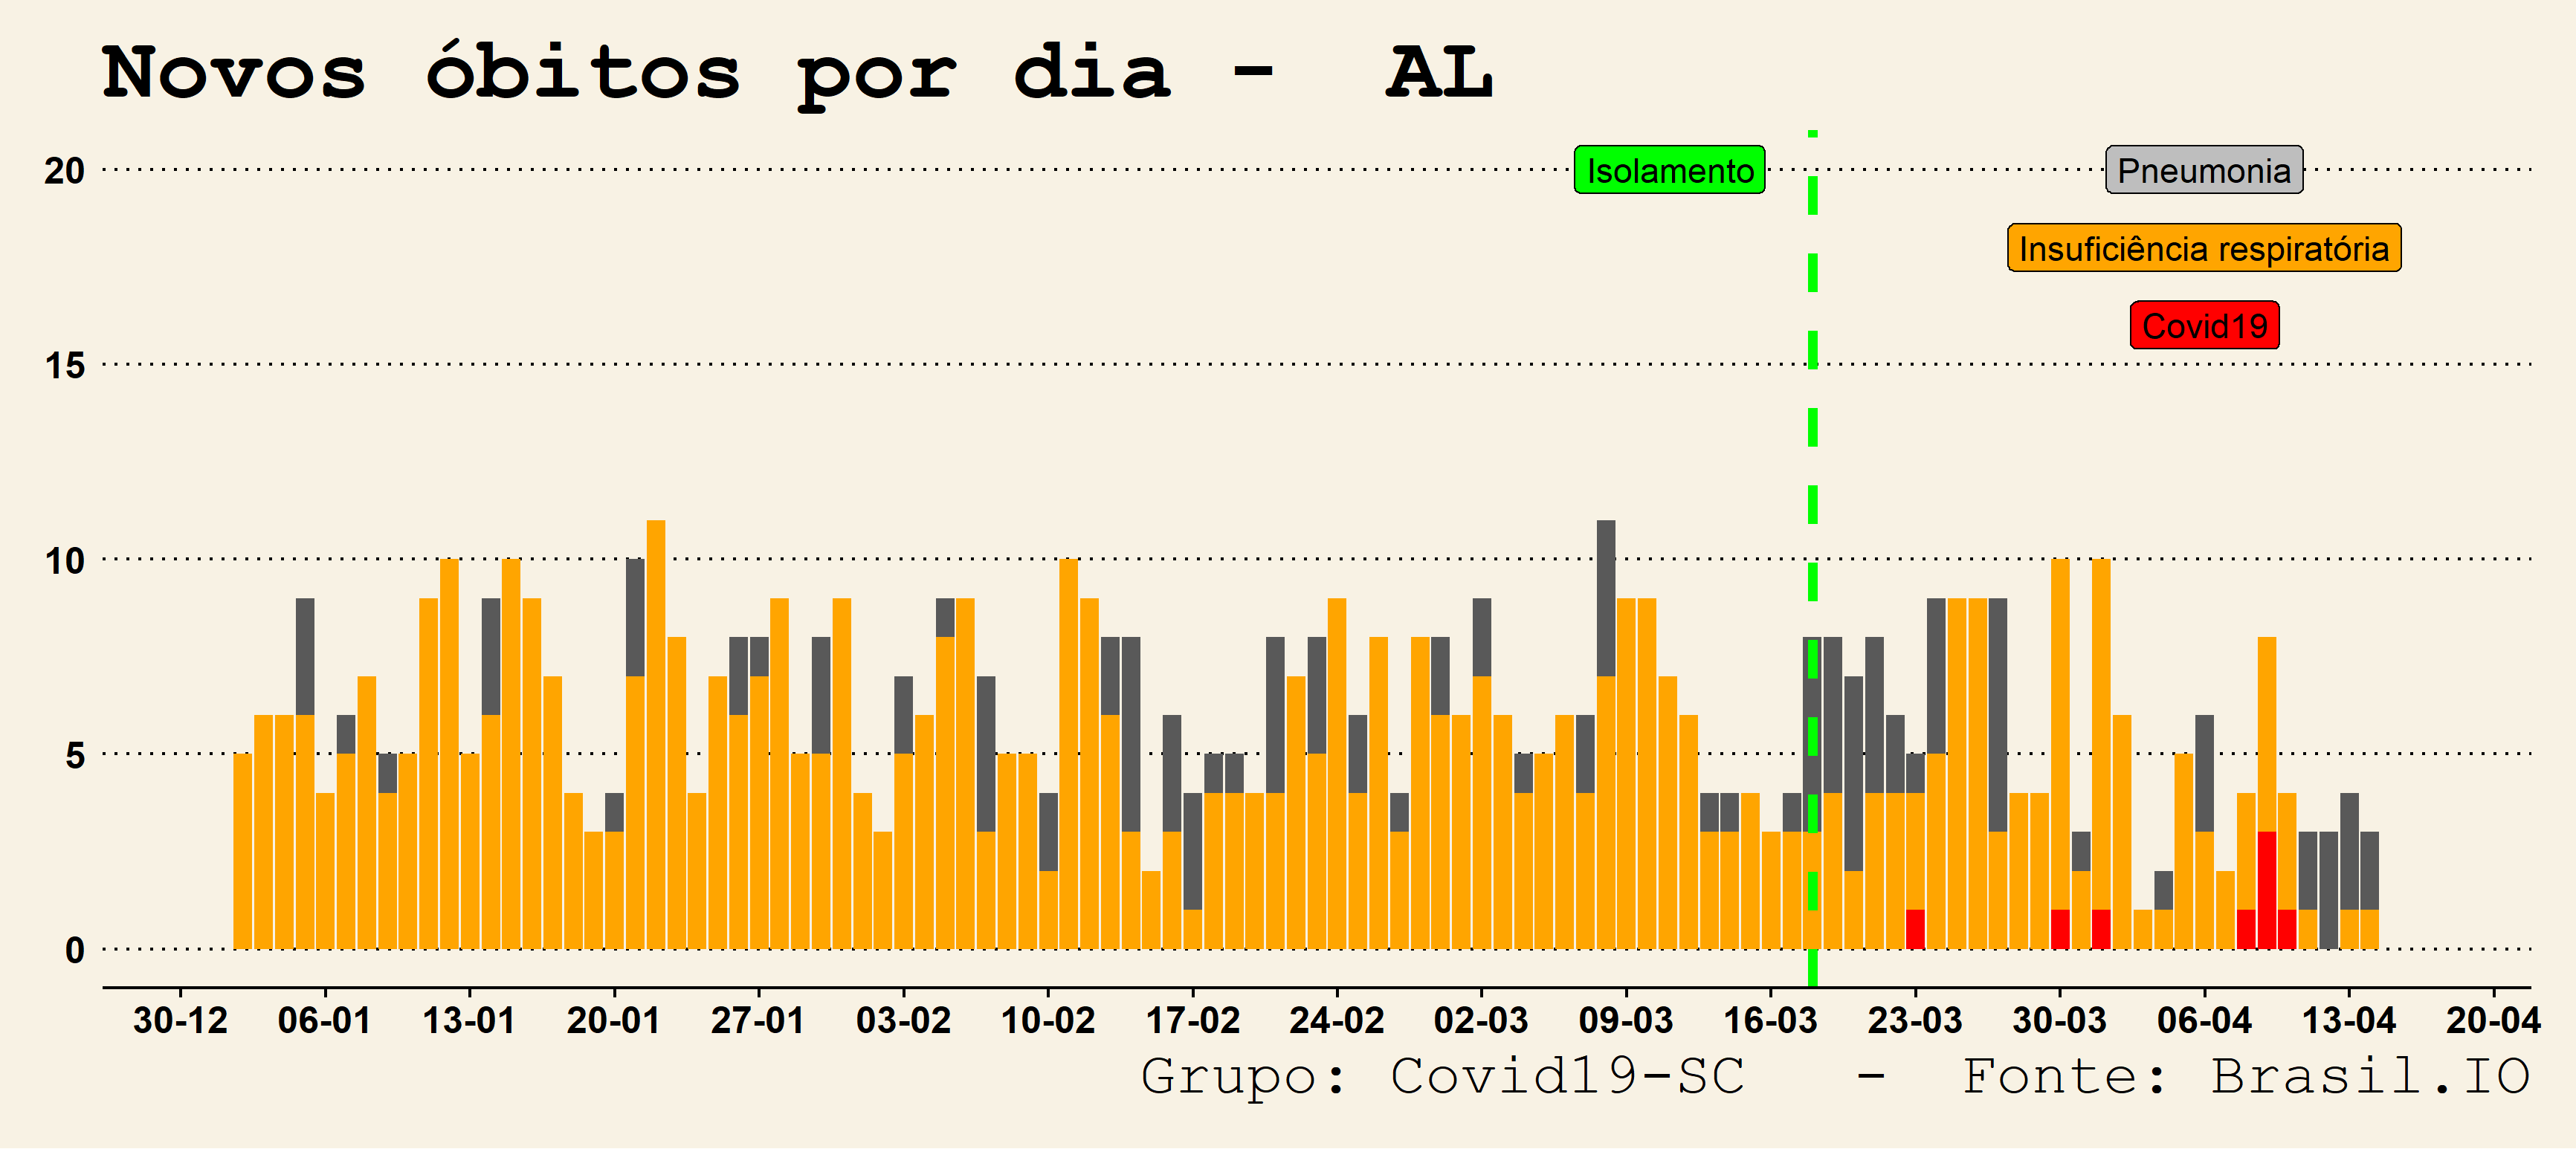 Novos óbitos por dia - AL
20
Isolamento
Pneumonia
Insuficiência respiratória
Covid19
15
10
5
0
30-12 06-01 13-01 20-01 27-01 03-02 10-02 17-02 24-02 02-03 09-03 16-03 23-03 30-03 06-04 13-04 20-04
Grupo: Covid19-SC - Fonte: Brasil.IO